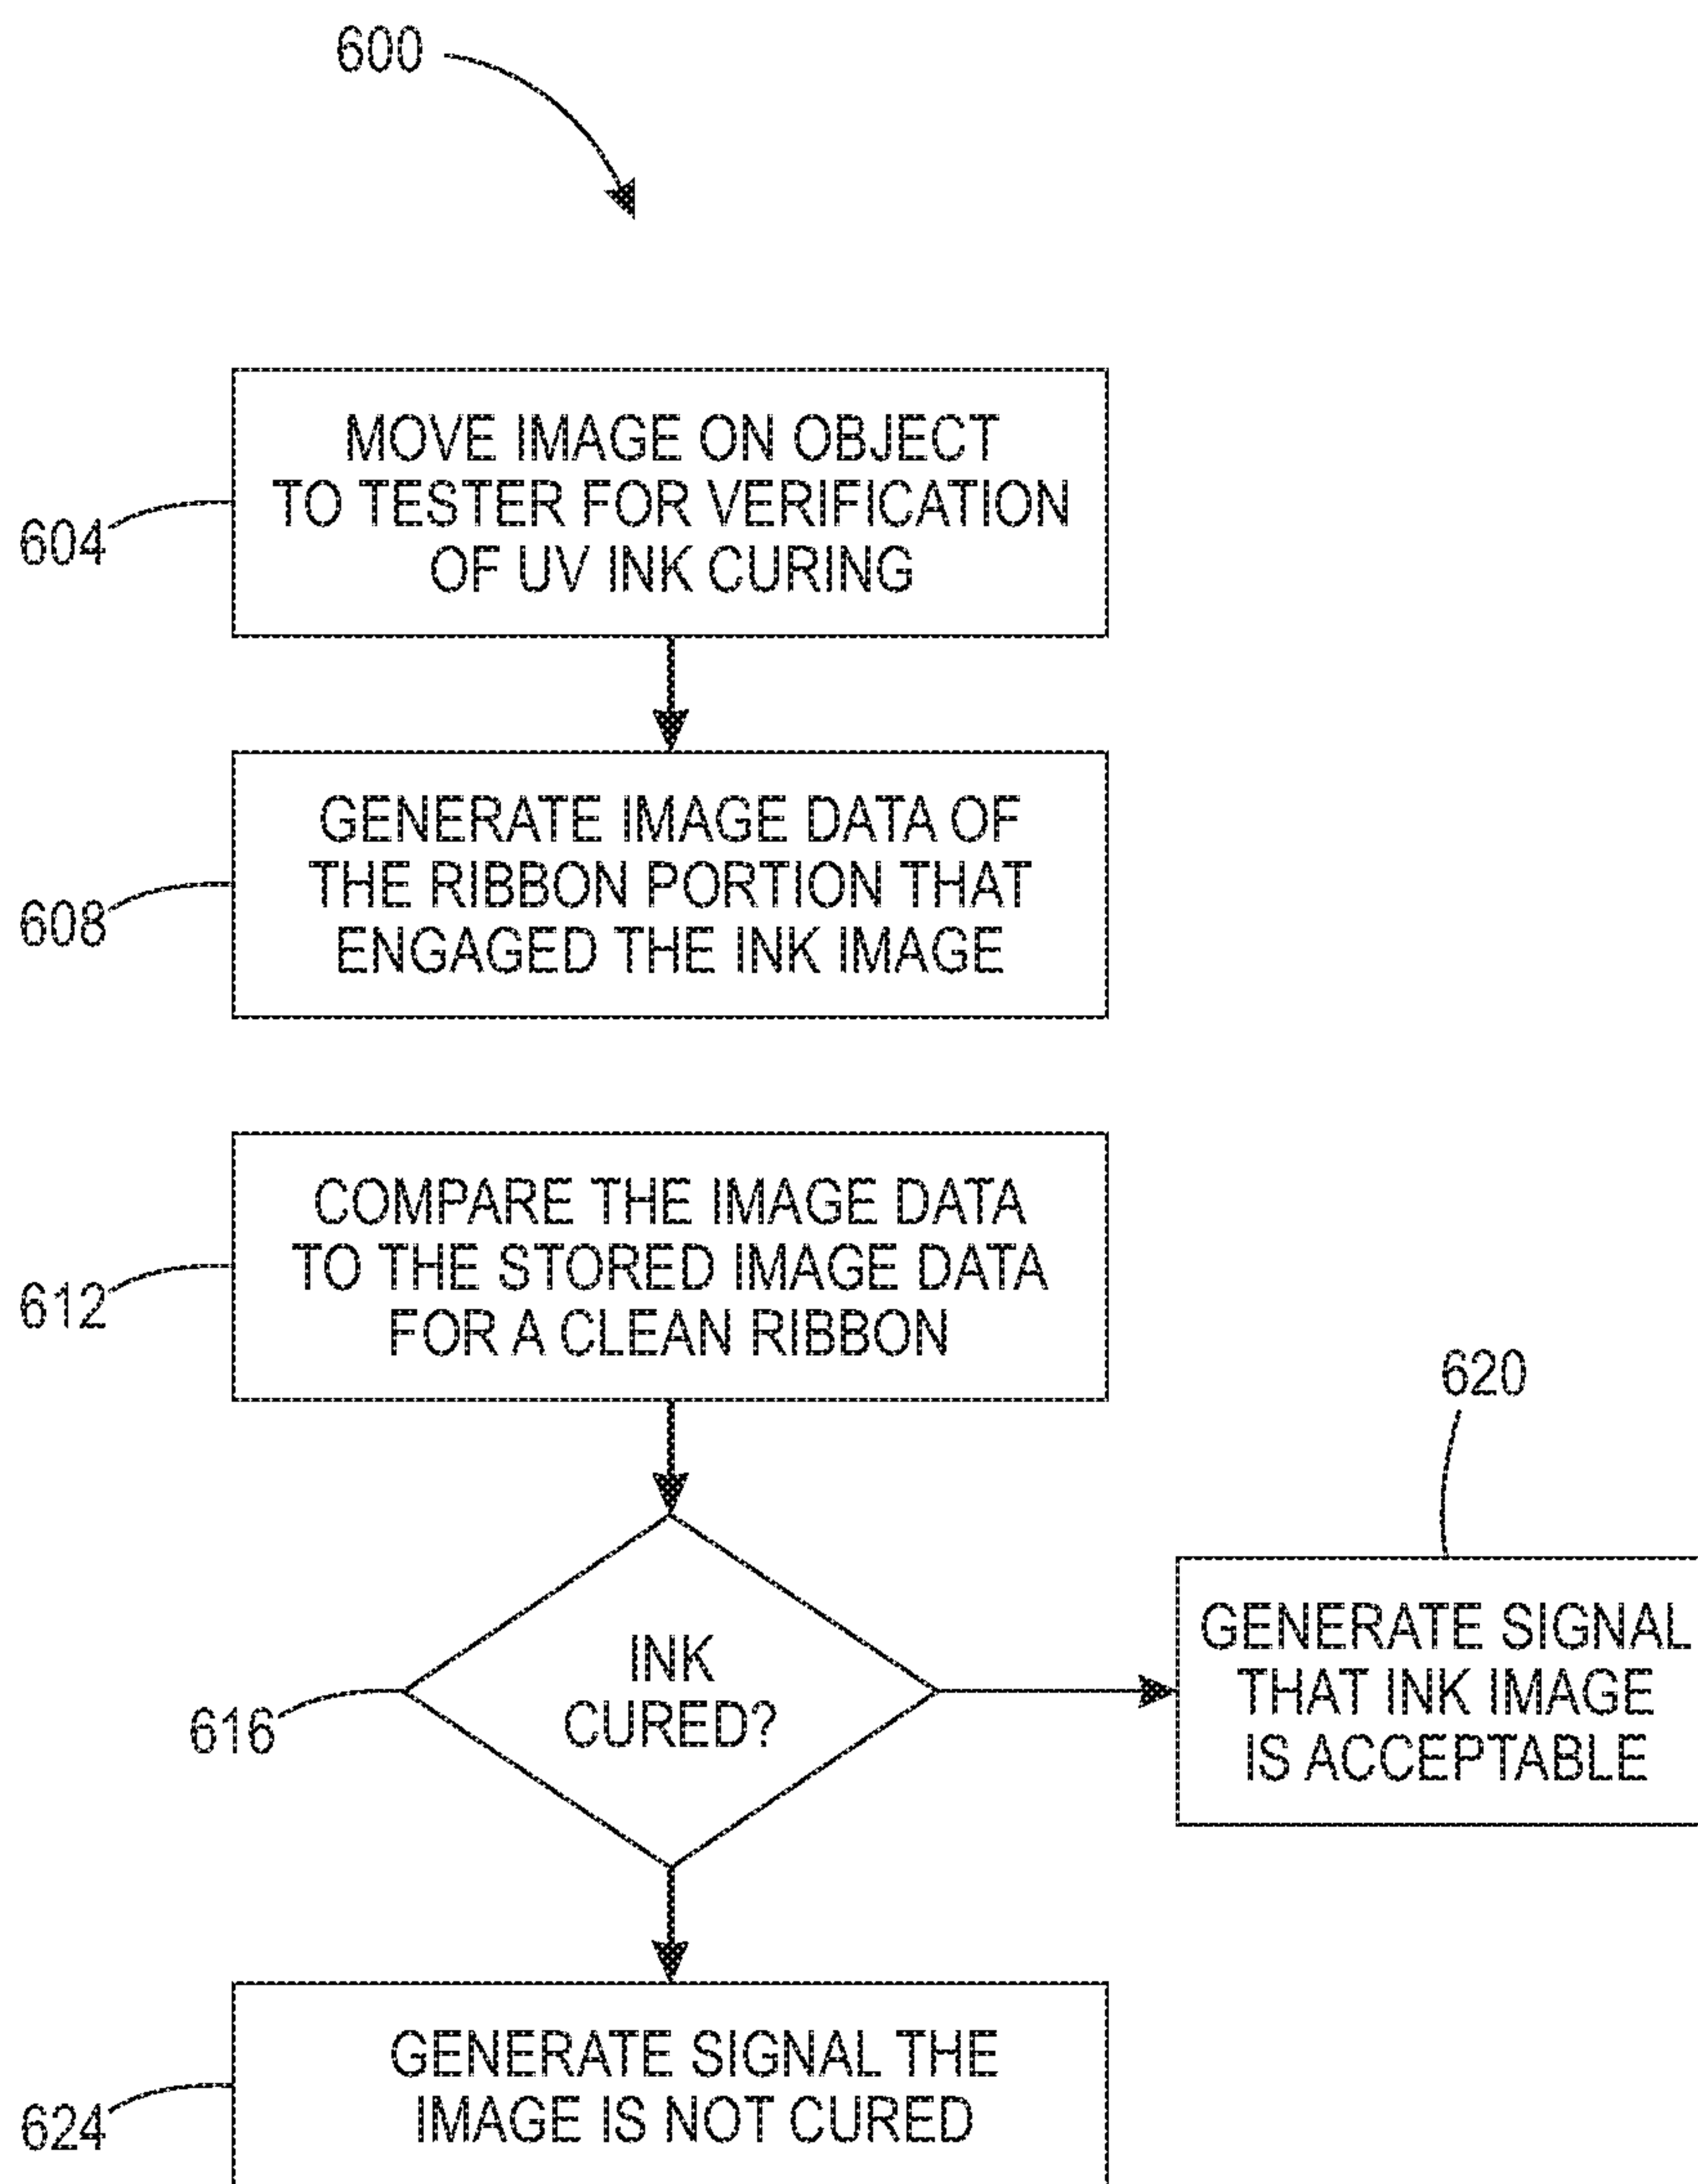 600
MOVE IMAGE ON OBJECT
TO TESTER FOR VERIFICATION
OF UV INK CURING
604
GENERATE IMAGE DATA OF
THE RIBBON PORTION THAT
ENGAGED THE INK IMAGE
608
COMPARE THE IMAGE DATA
TO THE STORED IMAGE DATA
FOR A CLEAN RIBBON
612
INK
CURED?
616
620
GENERATE SIGNAL
THAT INK IMAGE
IS ACCEPTABLE
GENERATE SIGNAL THE
IMAGE IS NOT CURED
624